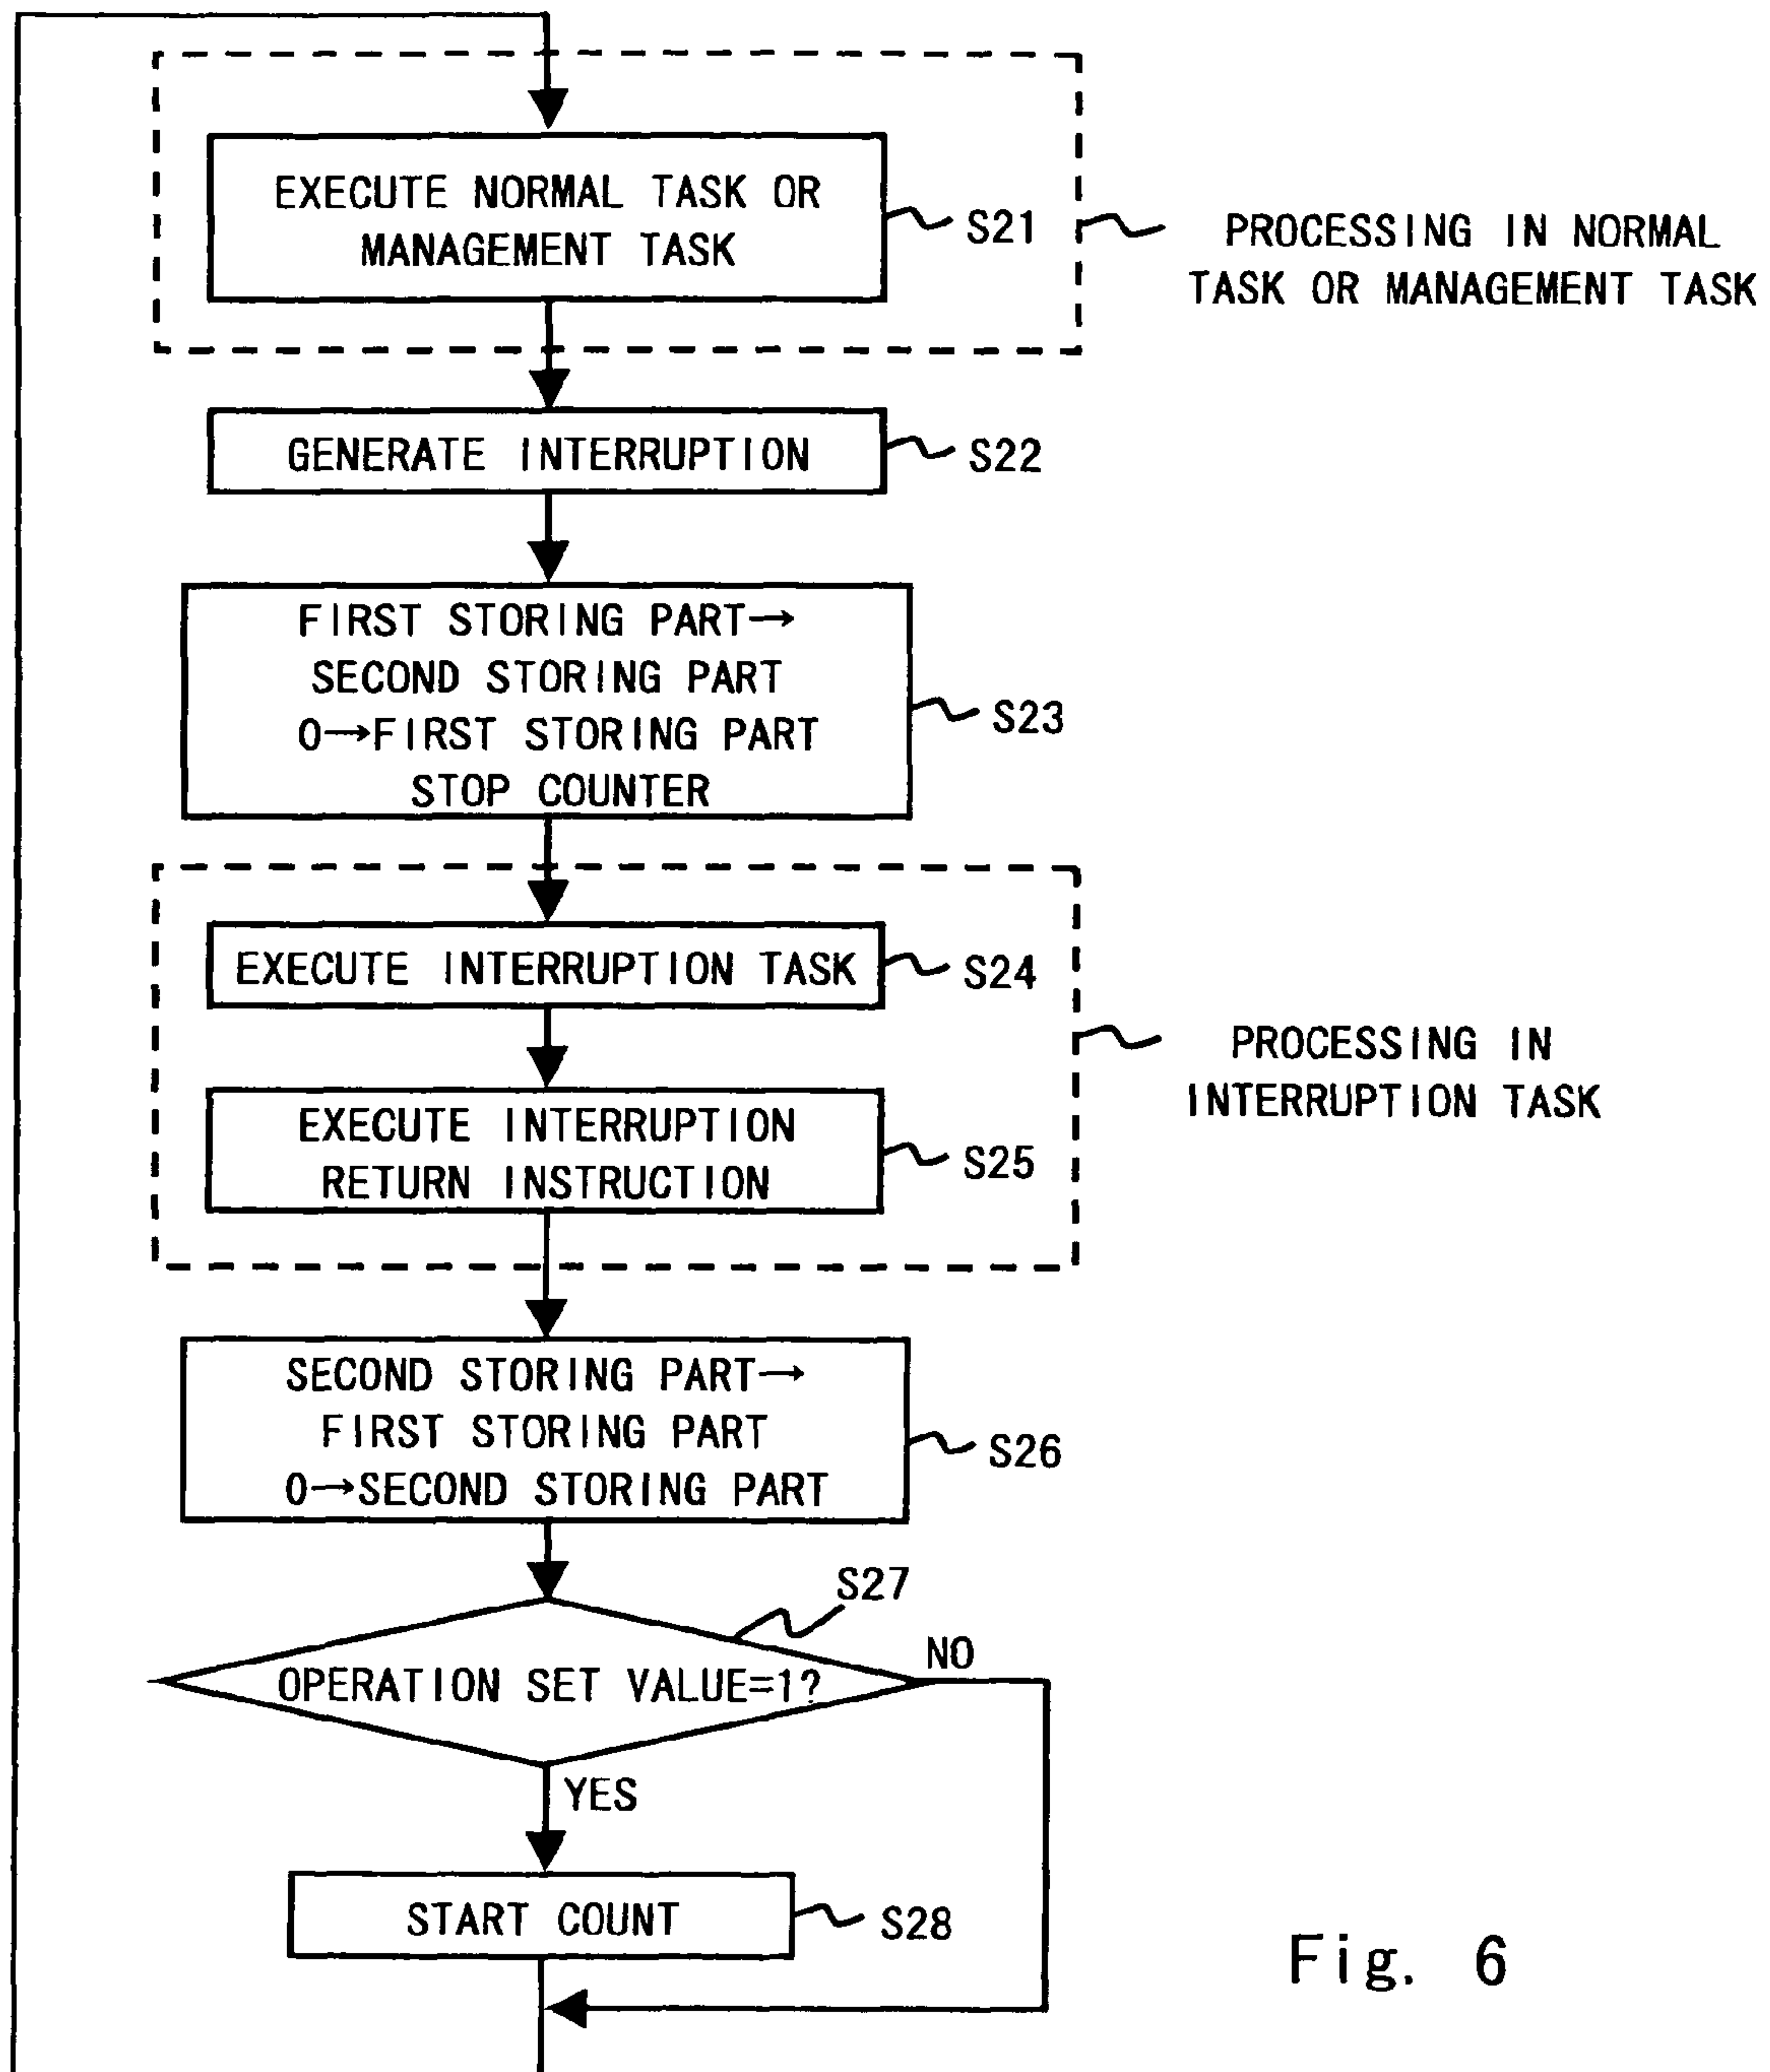 EXECUTE NORMAL TASK OR
MANAGEMENT TASK
S21
PROCESSING IN NORMAL
TASK OR MANAGEMENT TASK
GENERATE INTERRUPTION
S22
FIRST STORING PART→
SECOND STORING PART
0→FIRST STORING PART
STOP COUNTER
S23
EXECUTE INTERRUPTION TASK
S24
PROCESSING IN
INTERRUPTION TASK
EXECUTE INTERRUPTION
RETURN INSTRUCTION
S25
SECOND STORING PART→
FIRST STORING PART
0→SECOND STORING PART
S26
S27
OPERATION SET VALUE=1?
NO
YES
START COUNT
S28
Fig. 6